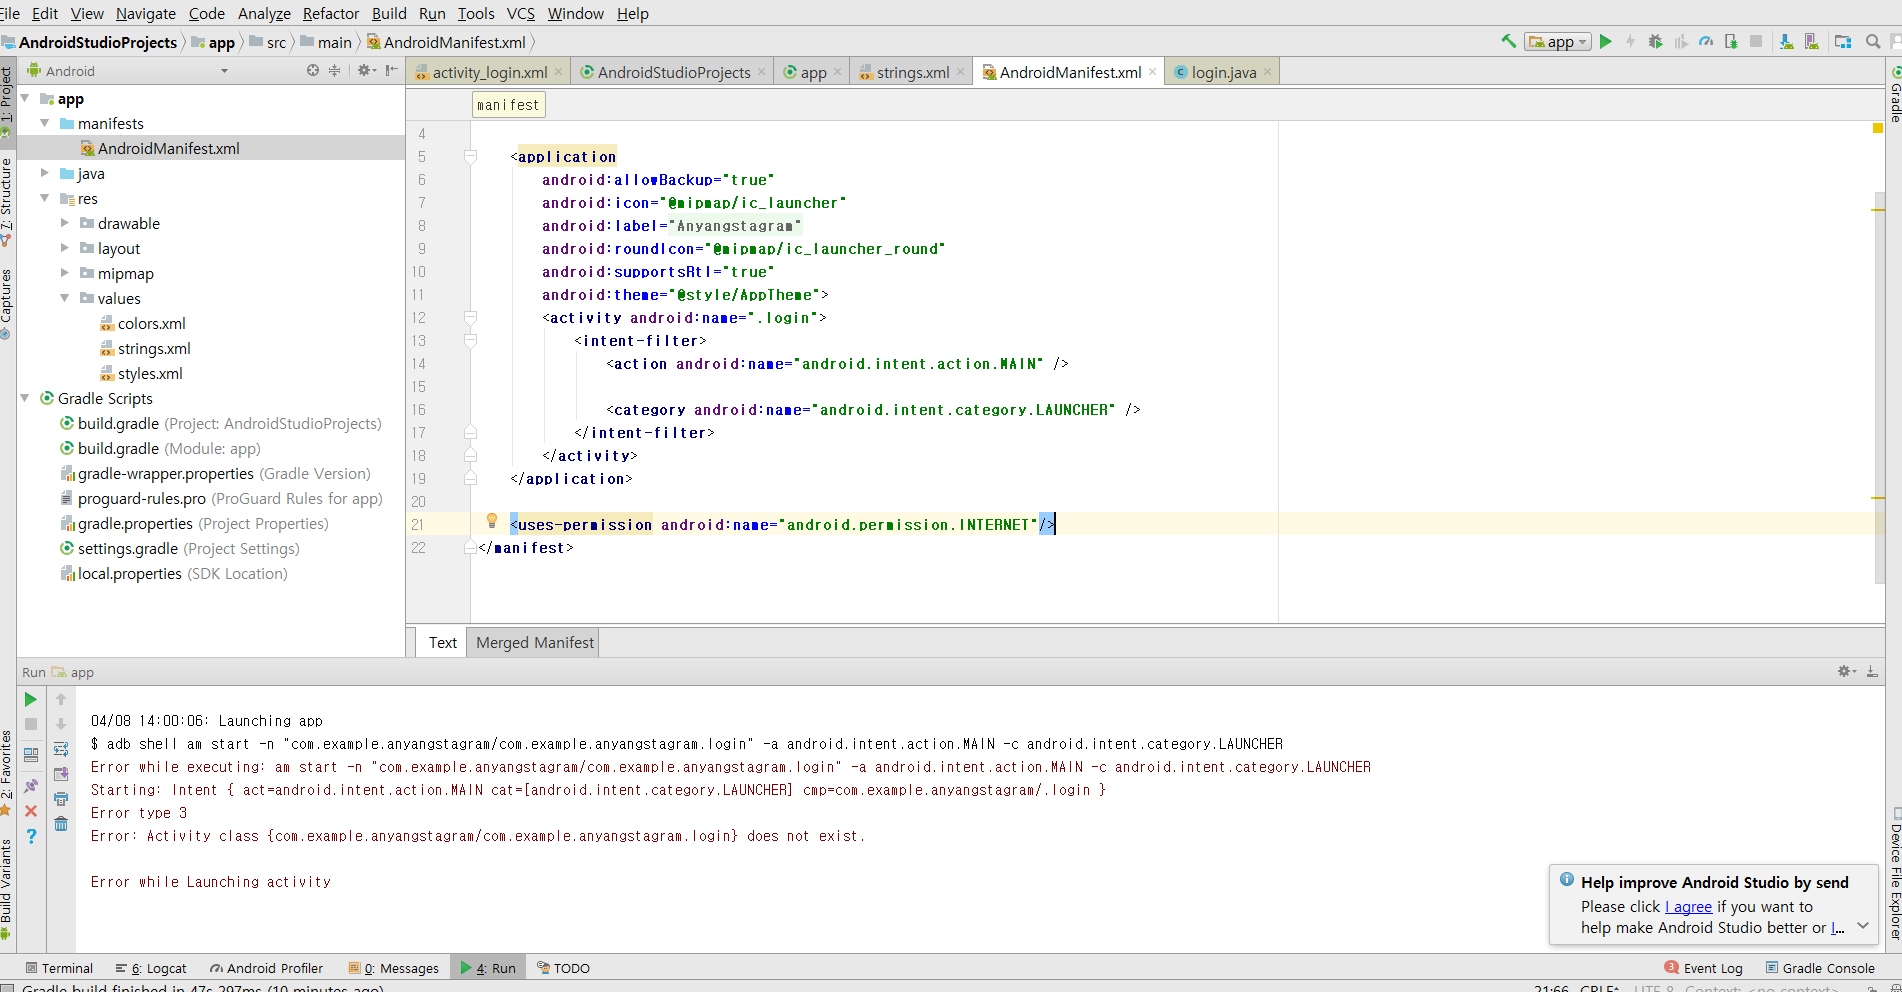 File Edit View Navigate Code Analyze Refactor Build Run Tools VCS Window Help
AndroidStudioProjects app src main AndroidManifest.xml
app
Android
activity_login.xml AndroidStudioProjects app strings.xml AndroidManifest.xml login.java
1: Project
Z: Structure
Captures
2: Favorites
Build Variants
app
manifests
AndroidManifest.xml
java
res
drawable
layout
mipmap
values
colors.xml
strings.xml
styles.xml
Gradle Scripts
build.gradle (Project: AndroidStudioProjects)
build.gradle (Module: app)
gradle-wrapper.properties (Gradle Version)
proguard-rules.pro (ProGuard Rules for app)
gradle.properties (Project Properties)
settings.gradle (Project Settings)
local.properties (SDK Location)
manifest
4
5 <application
6 android:allowBackup="true"
7 android:icon="@mipmap/ic_launcher"
8 android:label="Anyangstagram"
9 android:roundIcon="@mipmap/ic_launcher_round"
10 android:supportsRtl="true"
11 android:theme="@style/AppTheme">
12 <activity android:name=".login">
13 <intent-filter>
14 <action android:name="android.intent.action.MAIN" />
15
16 <category android:name="android.intent.category.LAUNCHER" />
17 </intent-filter>
18 </activity>
19 </application>
20
21 <uses-permission android:name="android.permission.INTERNET"/>
22 </manifest>
Text Merged Manifest
Gradle
Device File Explorer
Run app
04/08 14:00:06: Launching app
$ adb shell am start -n "com.example.anyangstagram/com.example.anyangstagram.login" -a android.intent.action.MAIN -c android.intent.category.LAUNCHER
Error while executing: am start -n "com.example.anyangstagram/com.example.anyangstagram.login" -a android.intent.action.MAIN -c android.intent.category.LAUNCHER
Starting: Intent { act=android.intent.action.MAIN cat=[android.intent.category.LAUNCHER] cmp=com.example.anyangstagram/.login }
Error type 3
Error: Activity class {com.example.anyangstagram/com.example.anyangstagram.login} does not exist.
Error while Launching activity
Help improve Android Studio by send
Please click I agree if you want to
help make Android Studio better or I...
Terminal 6: Logcat Android Profiler 0: Messages 4: Run TODO
3 Event Log Gradle Console
Gradle build finished in 47s 297ms (10 minutes ago)
21:66 CRLF UTF-8 Context: <no context>